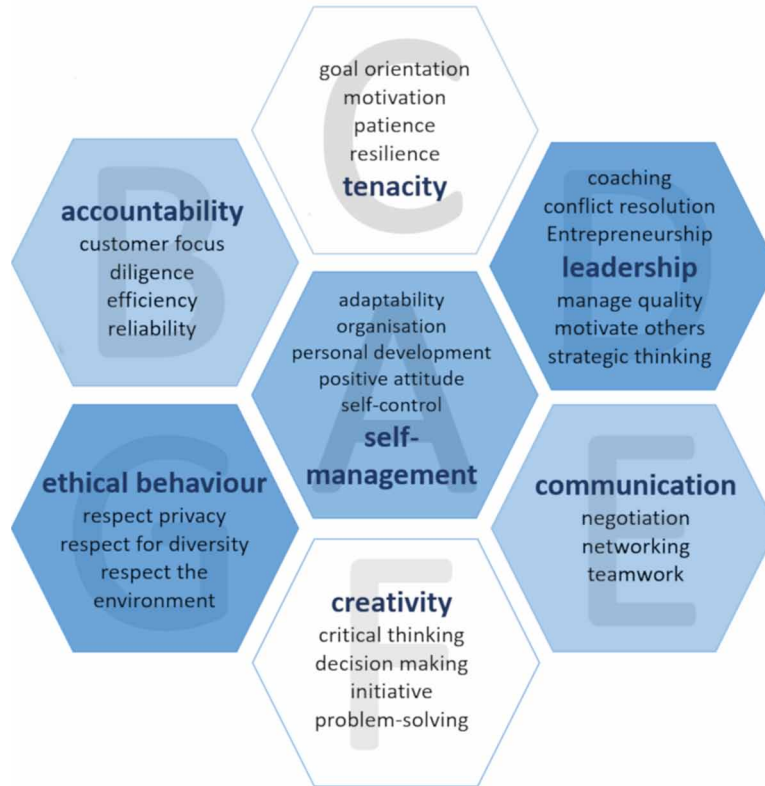 C
goal orientation
motivation
patience
resilience
tenacity
B
accountability
customer focus
diligence
efficiency
reliability
D
coaching
conflict resolution
Entrepreneurship
leadership
manage quality
motivate others
strategic thinking
A
adaptability
organisation
personal development
positive attitude
self-control
self-
management
G
ethical behaviour
respect privacy
respect for diversity
respect the
environment
E
communication
negotiation
networking
teamwork
F
creativity
critical thinking
decision making
initiative
problem-solving